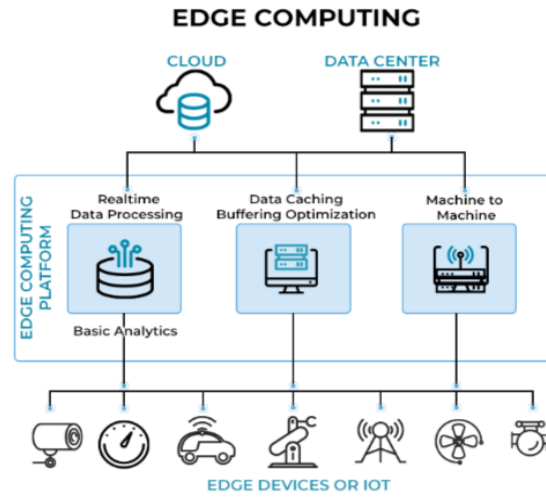 EDGE COMPUTING
CLOUD
DATA CENTER
EDGE COMPUTING
PLATFORM
Realtime
Data Processing
Data Caching
Buffering Optimization
Machine to
Machine
Basic Analytics
EDGE DEVICES OR IOT